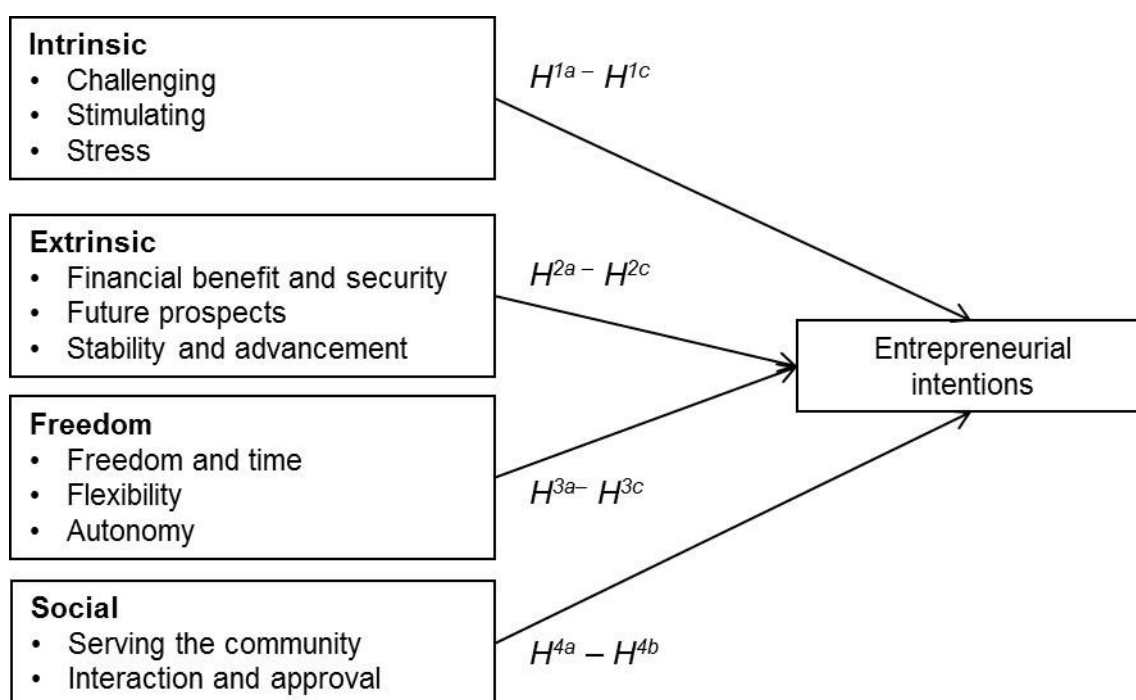 Intrinsic
• Challenging
• Stimulating
• Stress
H1a – H1c
Extrinsic
• Financial benefit and security
• Future prospects
• Stability and advancement
H2a – H2c
Entrepreneurial
intentions
Freedom
• Freedom and time
• Flexibility
• Autonomy
H3a– H3c
Social
• Serving the community
• Interaction and approval
H4a – H4b